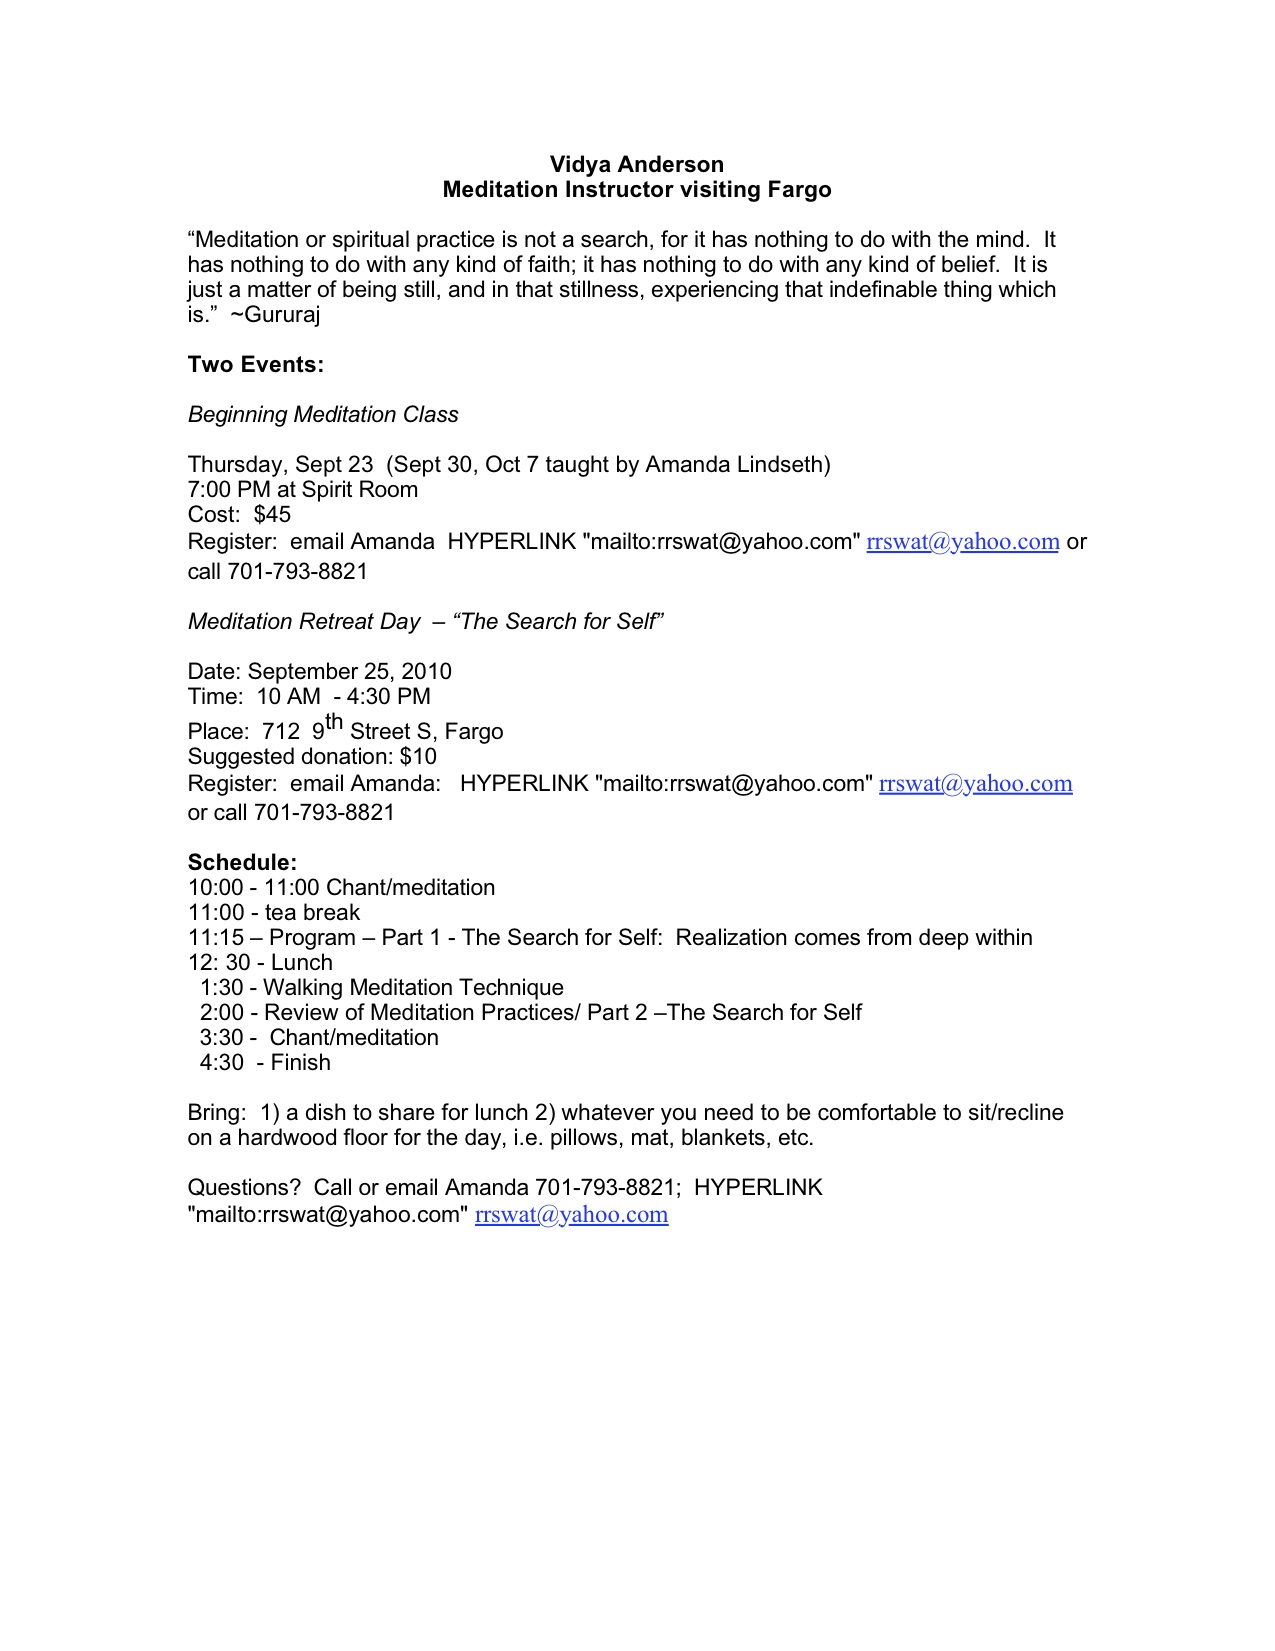 Vidya Anderson
Meditation Instructor visiting Fargo
“Meditation or spiritual practice is not a search, for it has nothing to do with the mind.  It
has nothing to do with any kind of faith; it has nothing to do with any kind of belief.  It is
just a matter of being still, and in that stillness, experiencing that indefinable thing which
is.”  ~Gururaj
Two Events:
Beginning Meditation Class
Thursday, Sept 23  (Sept 30, Oct 7 taught by Amanda Lindseth)
7:00 PM at Spirit Room
Cost:  $45
Register:  email Amanda  HYPERLINK "mailto:rrswat@yahoo.com" rrswat@yahoo.com or
call 701-793-8821
Meditation Retreat Day  – “The Search for Self”
Date: September 25, 2010
Time:  10 AM  - 4:30 PM
Place:  712  9th Street S, Fargo
Suggested donation: $10
Register:  email Amanda:   HYPERLINK "mailto:rrswat@yahoo.com" rrswat@yahoo.com
or call 701-793-8821
Schedule:
10:00 - 11:00 Chant/meditation
11:00 - tea break
11:15 – Program – Part 1 - The Search for Self:  Realization comes from deep within
12: 30 - Lunch
1:30 - Walking Meditation Technique
2:00 - Review of Meditation Practices/ Part 2 –The Search for Self
3:30 -  Chant/meditation
4:30  - Finish
Bring:  1) a dish to share for lunch 2) whatever you need to be comfortable to sit/recline
on a hardwood floor for the day, i.e. pillows, mat, blankets, etc.
Questions?  Call or email Amanda 701-793-8821;  HYPERLINK
"mailto:rrswat@yahoo.com" rrswat@yahoo.com